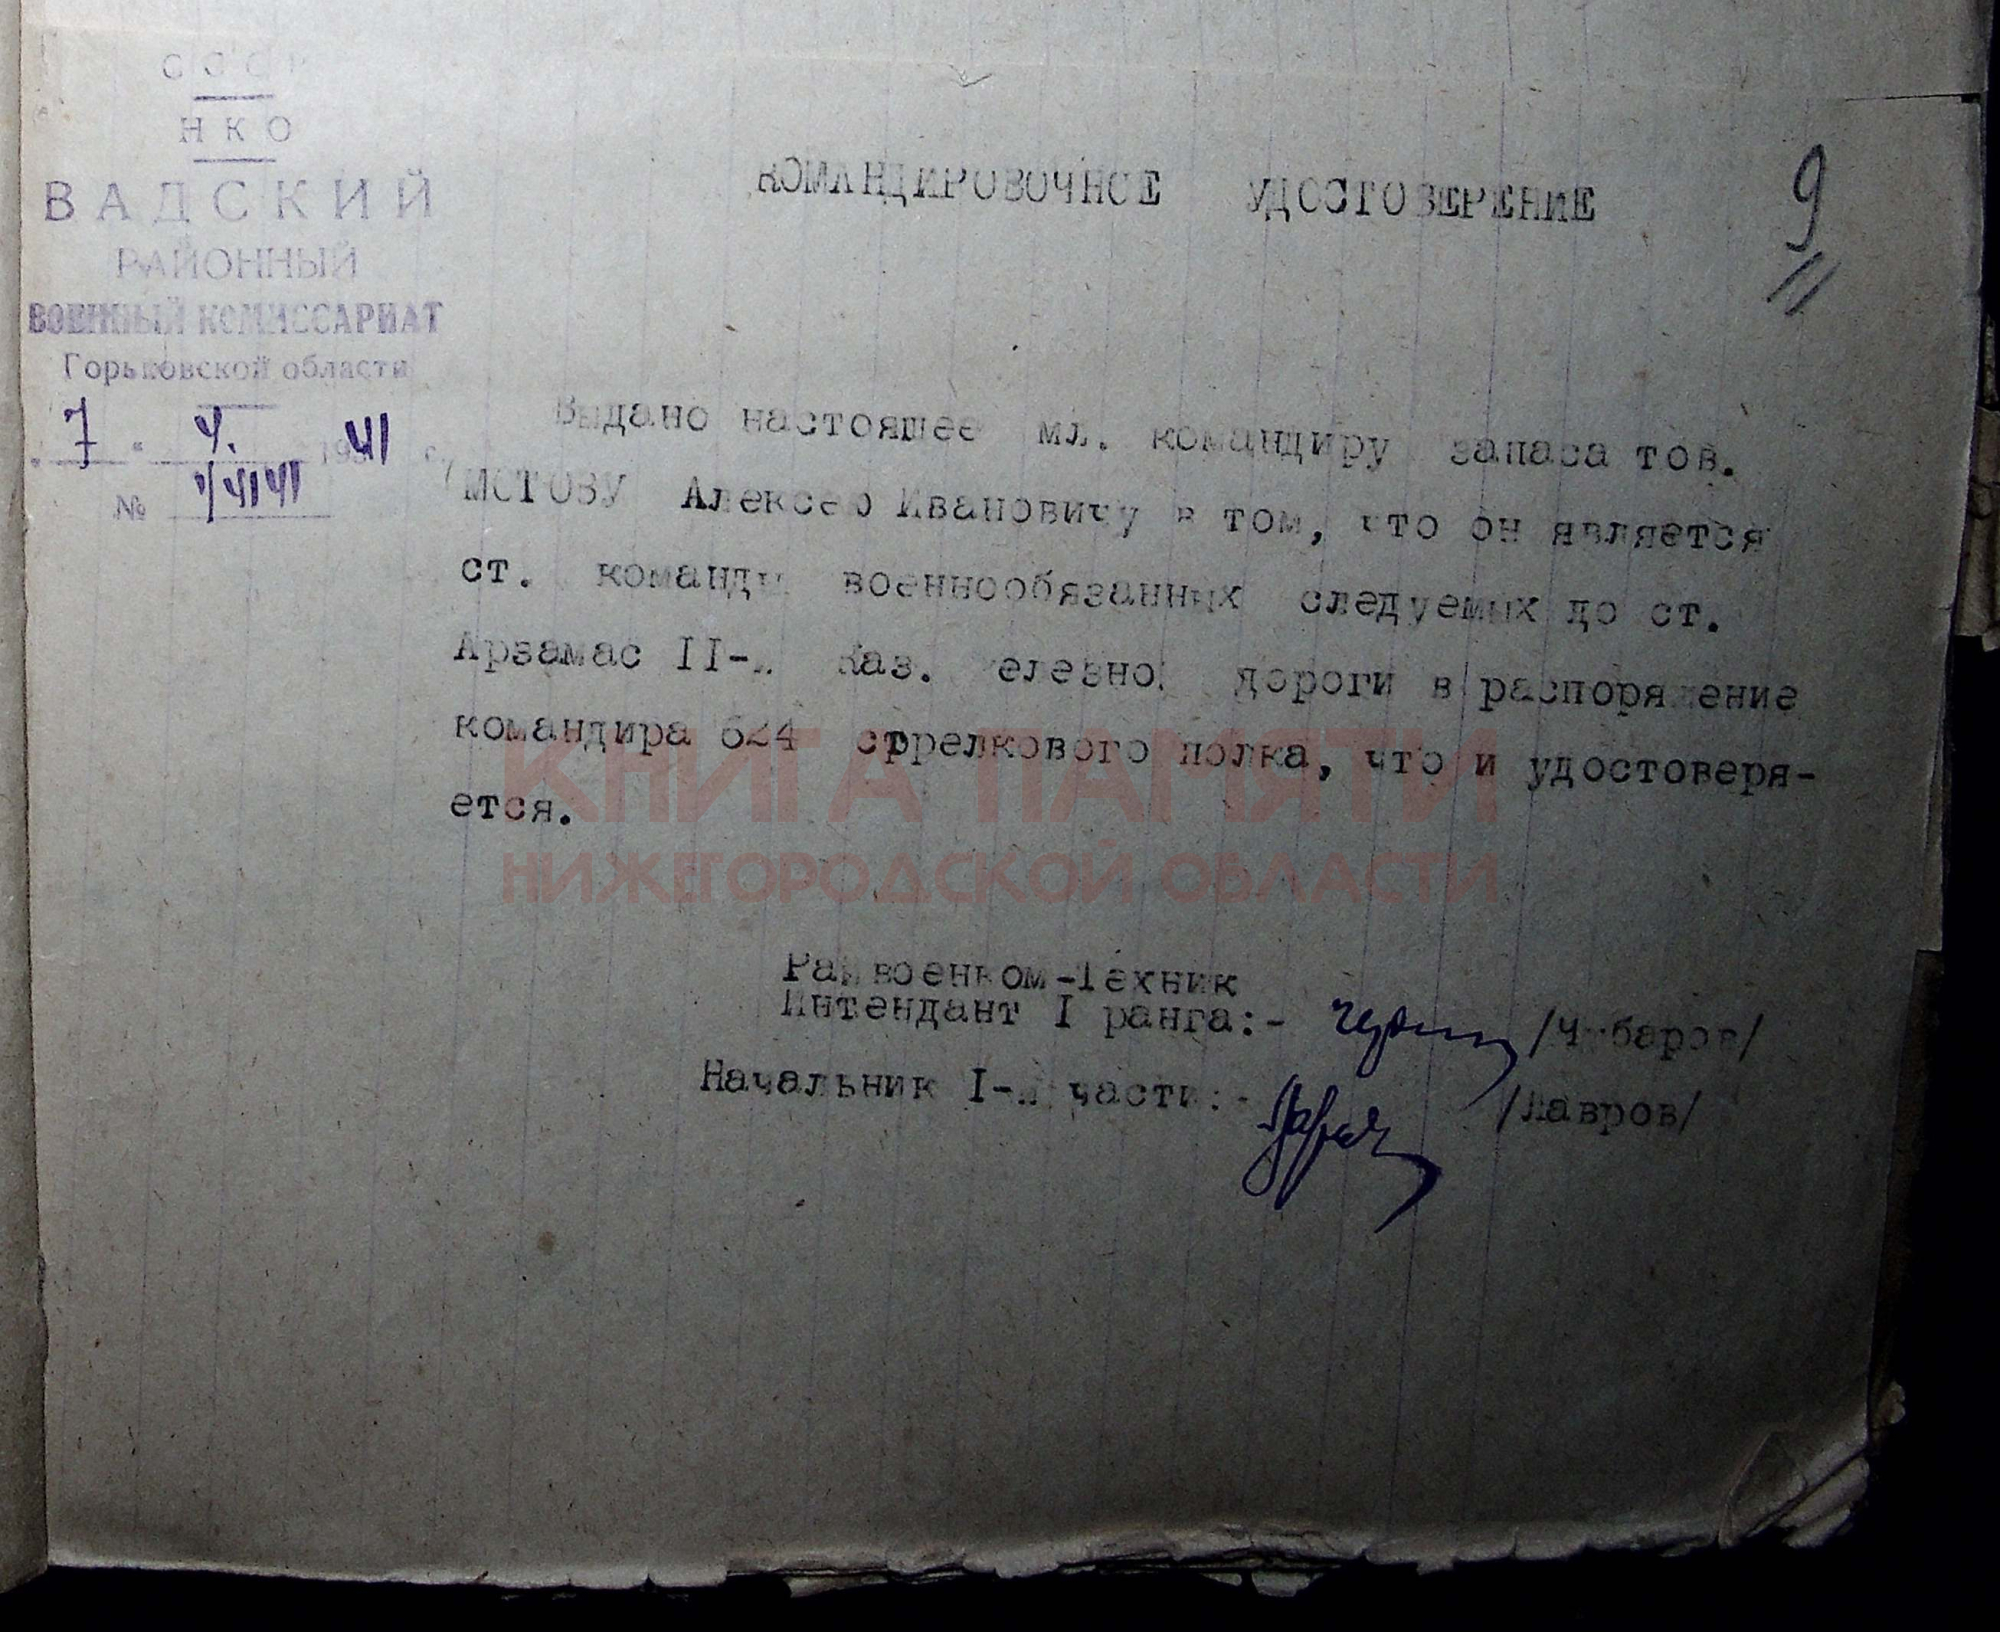 СССР
НКО
ВАДСКИЙ
РАЙОННЫЙ
ВОЕННЫЙ КОМИССАРИАТ
Горьковской области
7 193 41 г.
№
9
КОМАНДИРОВОЧНОЕ УДОСТОВЕРЕНИЕ
Выдано настоящее мл. командиру запаса тов.
Алексею Ивановичу в том, что он является
ст. команды военнообязанных следуемых до ст.
Арзамас II-й Каз. железной дороги в распоряжение
командира 624 стрелкового полка, что и удостоверя-
ется.
КНИГА ПАМЯТИ
НИЖЕГОРОДСКОЙ ОБЛАСТИ
Райвоенком-Техник
Интендант I ранга:- /Чубаров/
Начальник I-й части:- /Лавров/